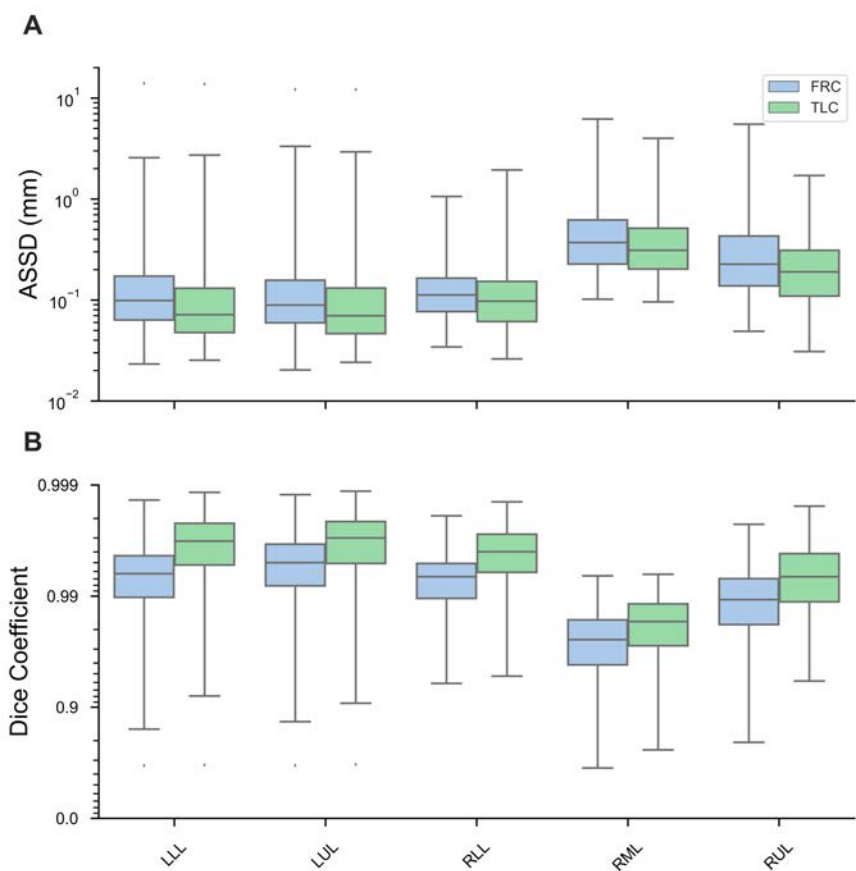 A
FRC
TLC
ASSD (mm)
10¹
10⁰
10⁻¹
10⁻²
B
Dice Coefficient
0.999
0.99
0.9
0.0
LLL
LUL
RLL
RML
RUL